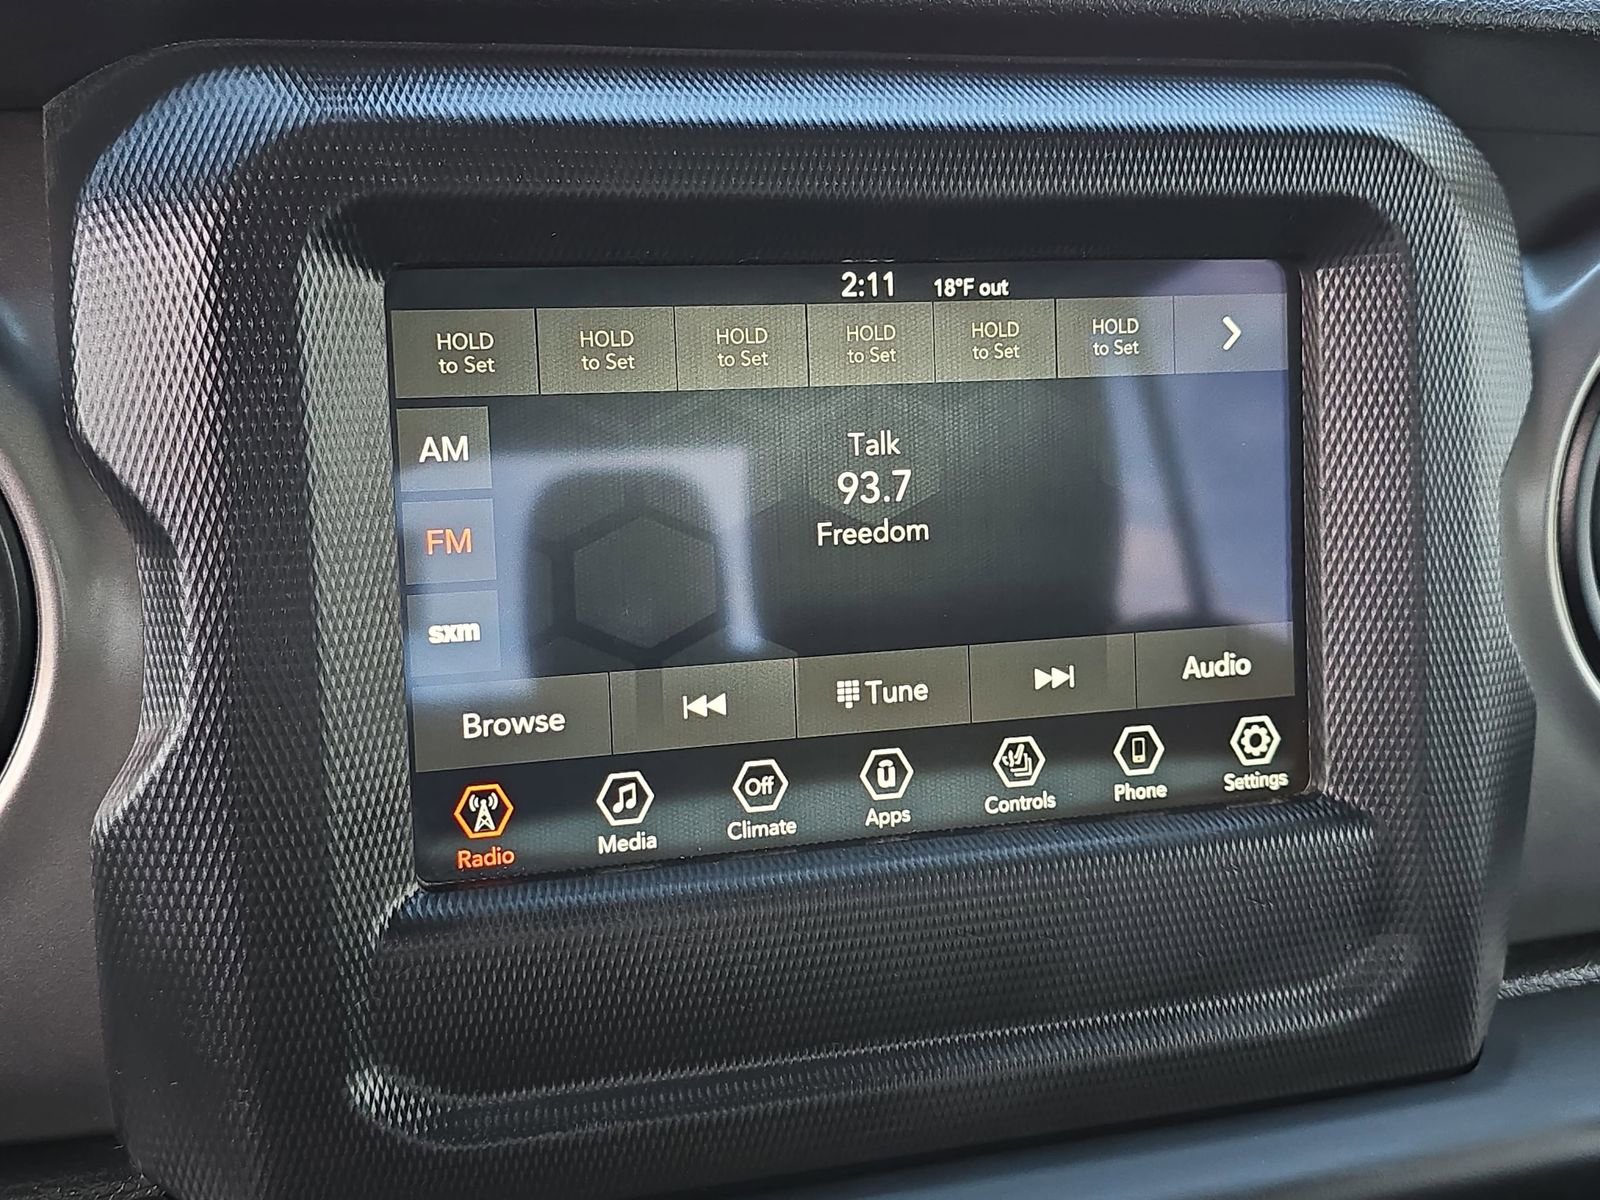 2:11 18°F out
HOLD HOLD HOLD HOLD HOLD HOLD
to Set to Set to Set to Set to Set to Set
AM
FM
sxm
Talk
93.7
Freedom
Browse Tune Audio
Off
Radio Media Climate Apps Controls Phone Settings